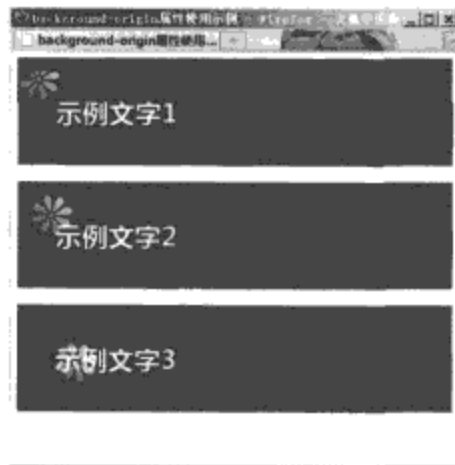 background-origin属性使用示例 -
background-origin属性使用...
示例文字1
示例文字2
示例文字3